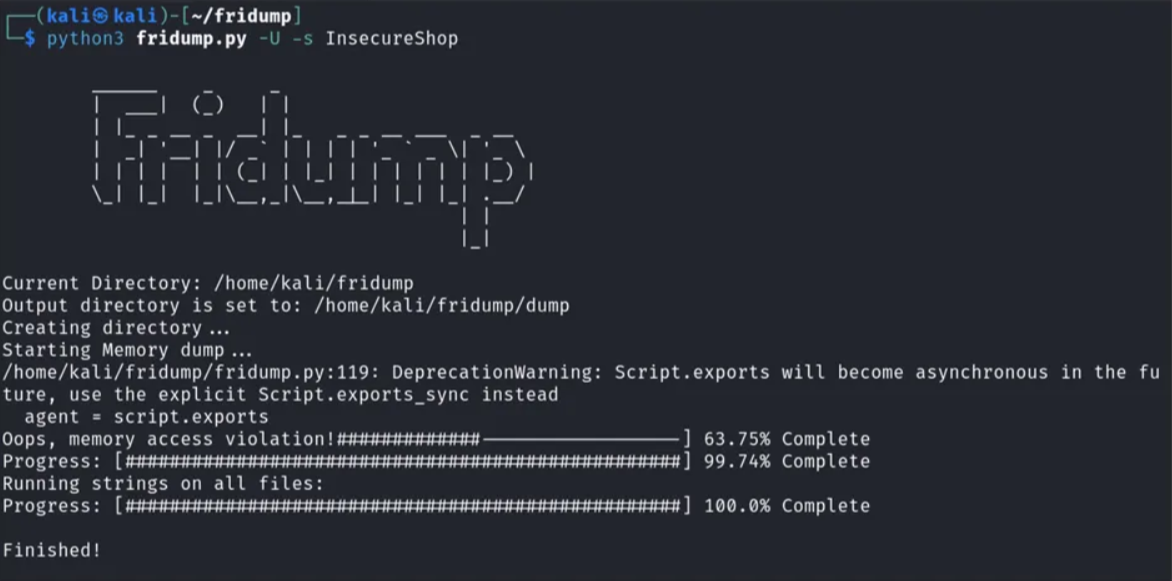 ┌──(kali㉿kali)-[~/fridump]
└─$ python3 fridump.py -U -s InsecureShop
Fridump
Current Directory: /home/kali/fridump
Output directory is set to: /home/kali/fridump/dump
Creating directory...
Starting Memory dump...
/home/kali/fridump/fridump.py:119: DeprecationWarning: Script.exports will become asynchronous in the fu
ture, use the explicit Script.exports_sync instead
  agent = script.exports
Oops, memory access violation!#############------------------] 63.75% Complete
Progress: [##################################################] 99.74% Complete
Running strings on all files:
Progress: [##################################################] 100.0% Complete
Finished!